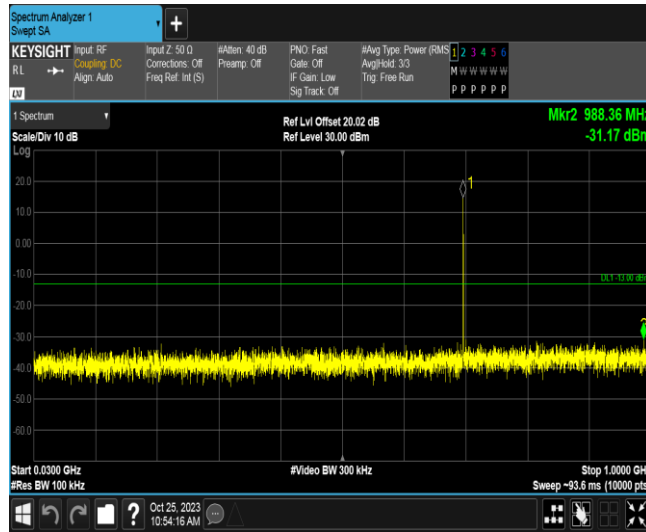 Spectrum Analyzer 1
Swept SA
+
KEYSIGHT
RL
LXI
Input: RF
Coupling: DC
Align: Auto
Input Z: 50 Ω
Corrections: Off
Freq Ref: Int (S)
#Atten: 40 dB
Preamp: Off
PNO: Fast
Gate: Off
IF Gain: Low
Sig Track: Off
#Avg Type: Power (RMS
Avg|Hold: 3/3
Trig: Free Run
1 2 3 4 5 6
M W W W W W
P P P P P P
1 Spectrum
Scale/Div 10 dB
Log
Ref Lvl Offset 20.02 dB
Ref Level 30.00 dBm
Mkr2 988.36 MHz
-31.17 dBm
1
20.0
10.0
0.00
-10.0
DL1 -13.00 dBm
-20.0
-30.0
-40.0
-50.0
-60.0
Start 0.0300 GHz
#Res BW 100 kHz
#Video BW 300 kHz
Stop 1.0000 GH
Sweep ~93.6 ms (10000 pts
?
Oct 25, 2023
10:54:16 AM